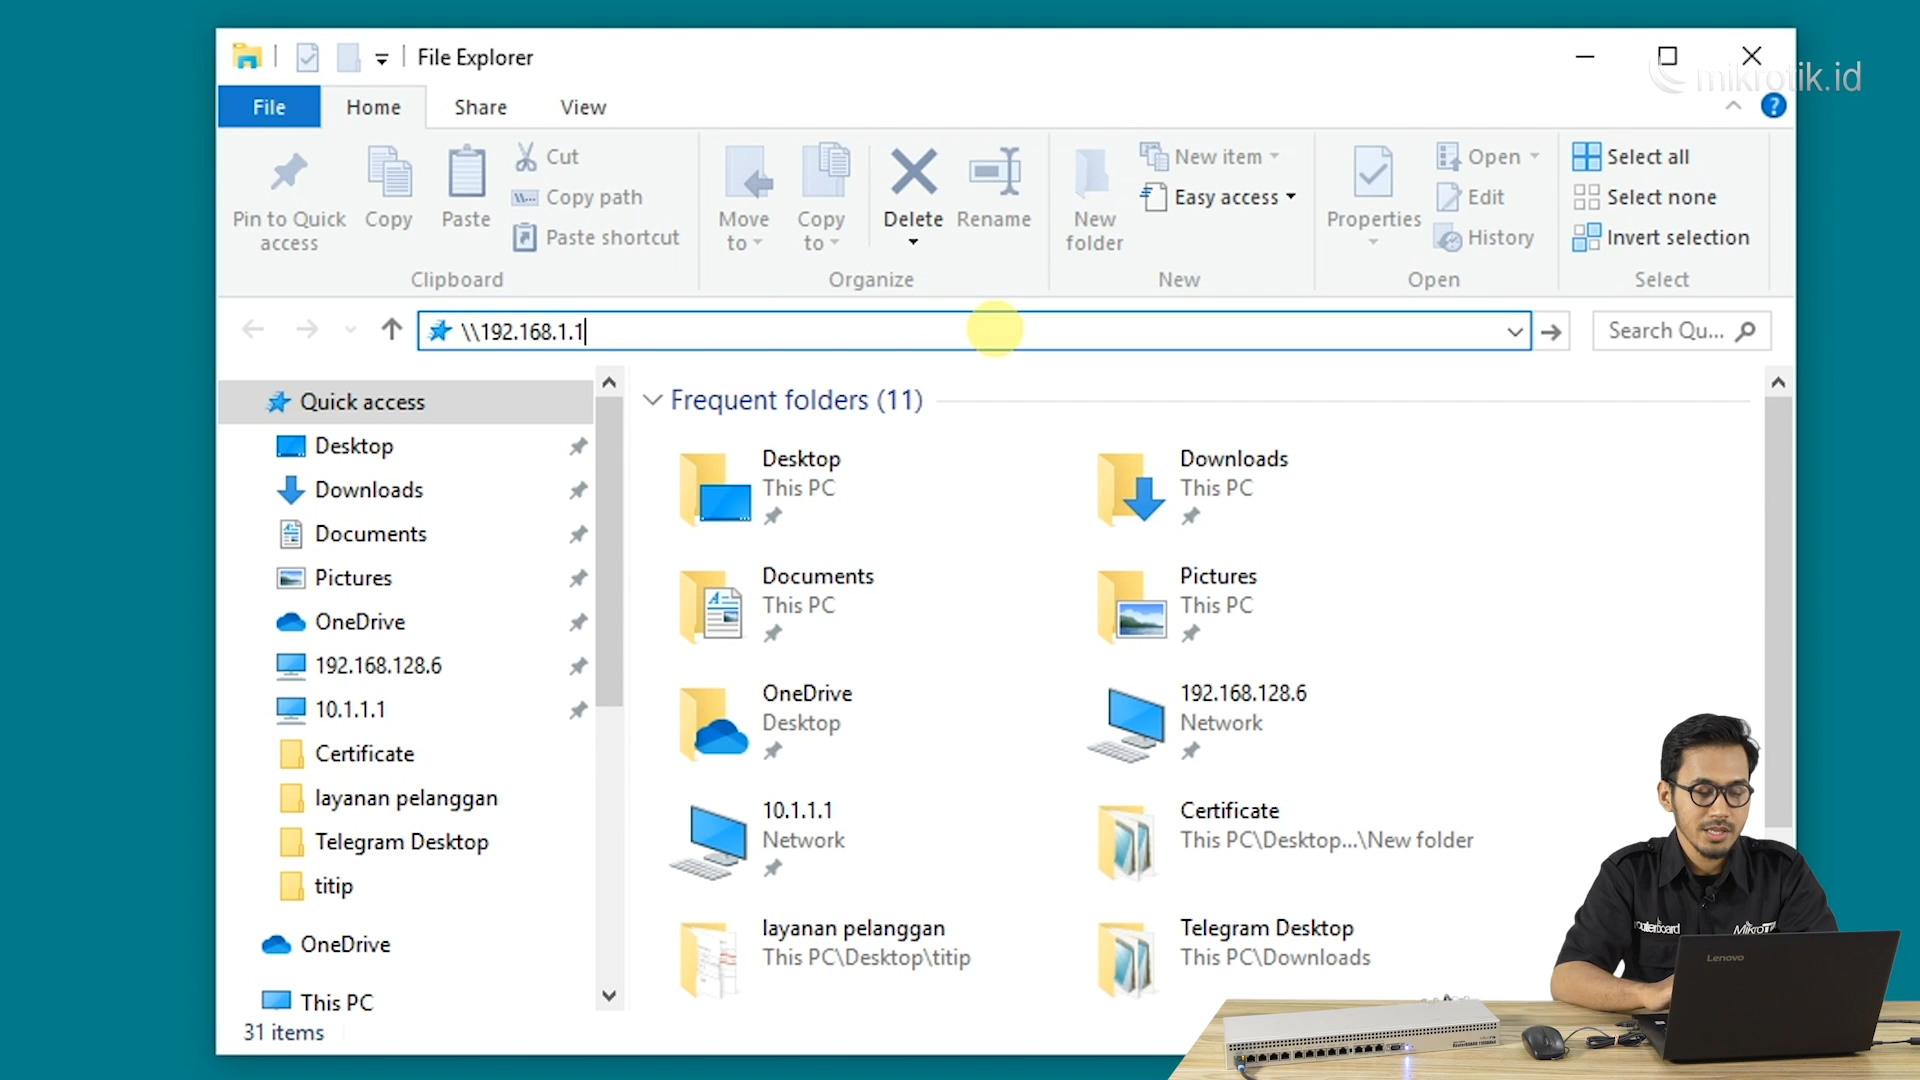 File Explorer
mikrotik.id
File
Home
Share
View
Pin to Quick
access
Copy
Paste
Cut
Copy path
Paste shortcut
Clipboard
Move
to
Copy
to
Delete
Rename
Organize
New
folder
New item
Easy access
New
Properties
Open
Edit
History
Open
Select all
Select none
Invert selection
Select
\\192.168.1.1
Search Qu...
Quick access
Desktop
Downloads
Documents
Pictures
OneDrive
192.168.128.6
10.1.1.1
Certificate
layanan pelanggan
Telegram Desktop
titip
OneDrive
This PC
31 items
Frequent folders (11)
Desktop
This PC
Downloads
This PC
Documents
This PC
Pictures
This PC
OneDrive
Desktop
192.168.128.6
Network
10.1.1.1
Network
Certificate
This PC\Desktop...\New folder
layanan pelanggan
This PC\Desktop\titip
Telegram Desktop
This PC\Downloads
Lenovo